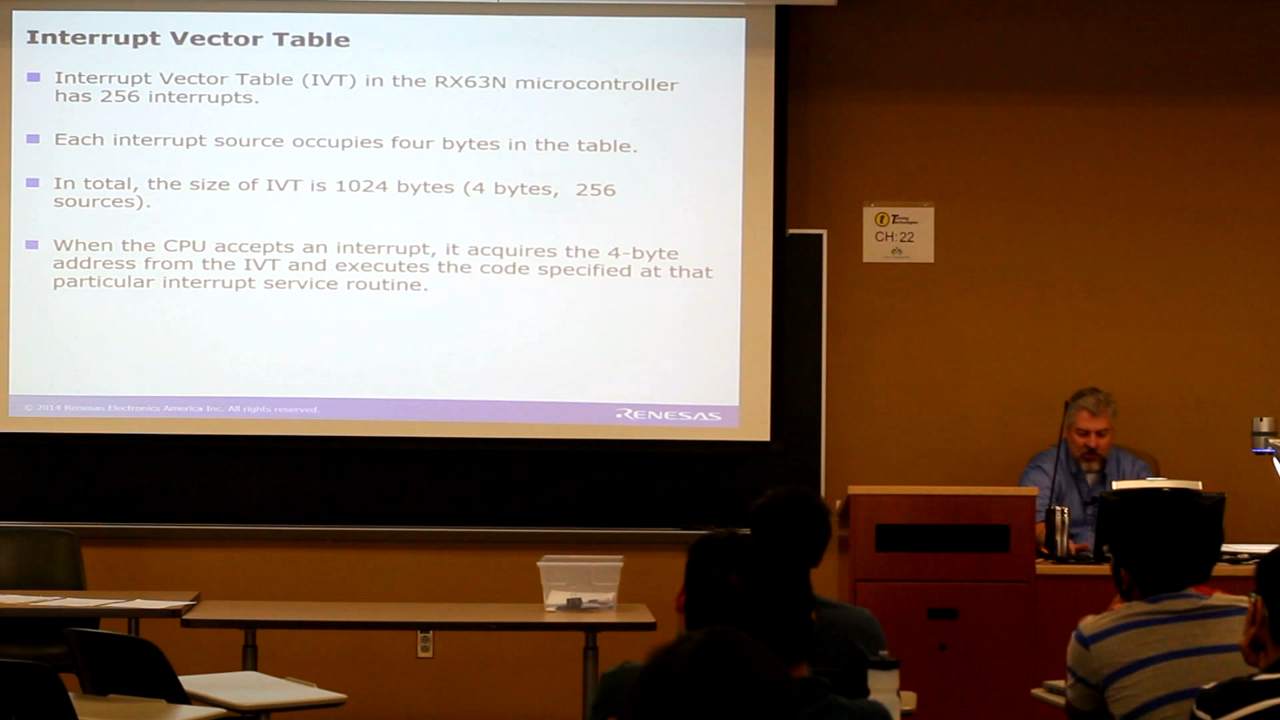 Interrupt Vector Table
Interrupt Vector Table (IVT) in the RX63N microcontroller
has 256 interrupts.
Each interrupt source occupies four bytes in the table.
In total, the size of IVT is 1024 bytes (4 bytes, 256
sources).
When the CPU accepts an interrupt, it acquires the 4-byte
address from the IVT and executes the code specified at that
particular interrupt service routine.
© 2014 Renesas Electronics America Inc. All rights reserved.
RENESAS
CH:22